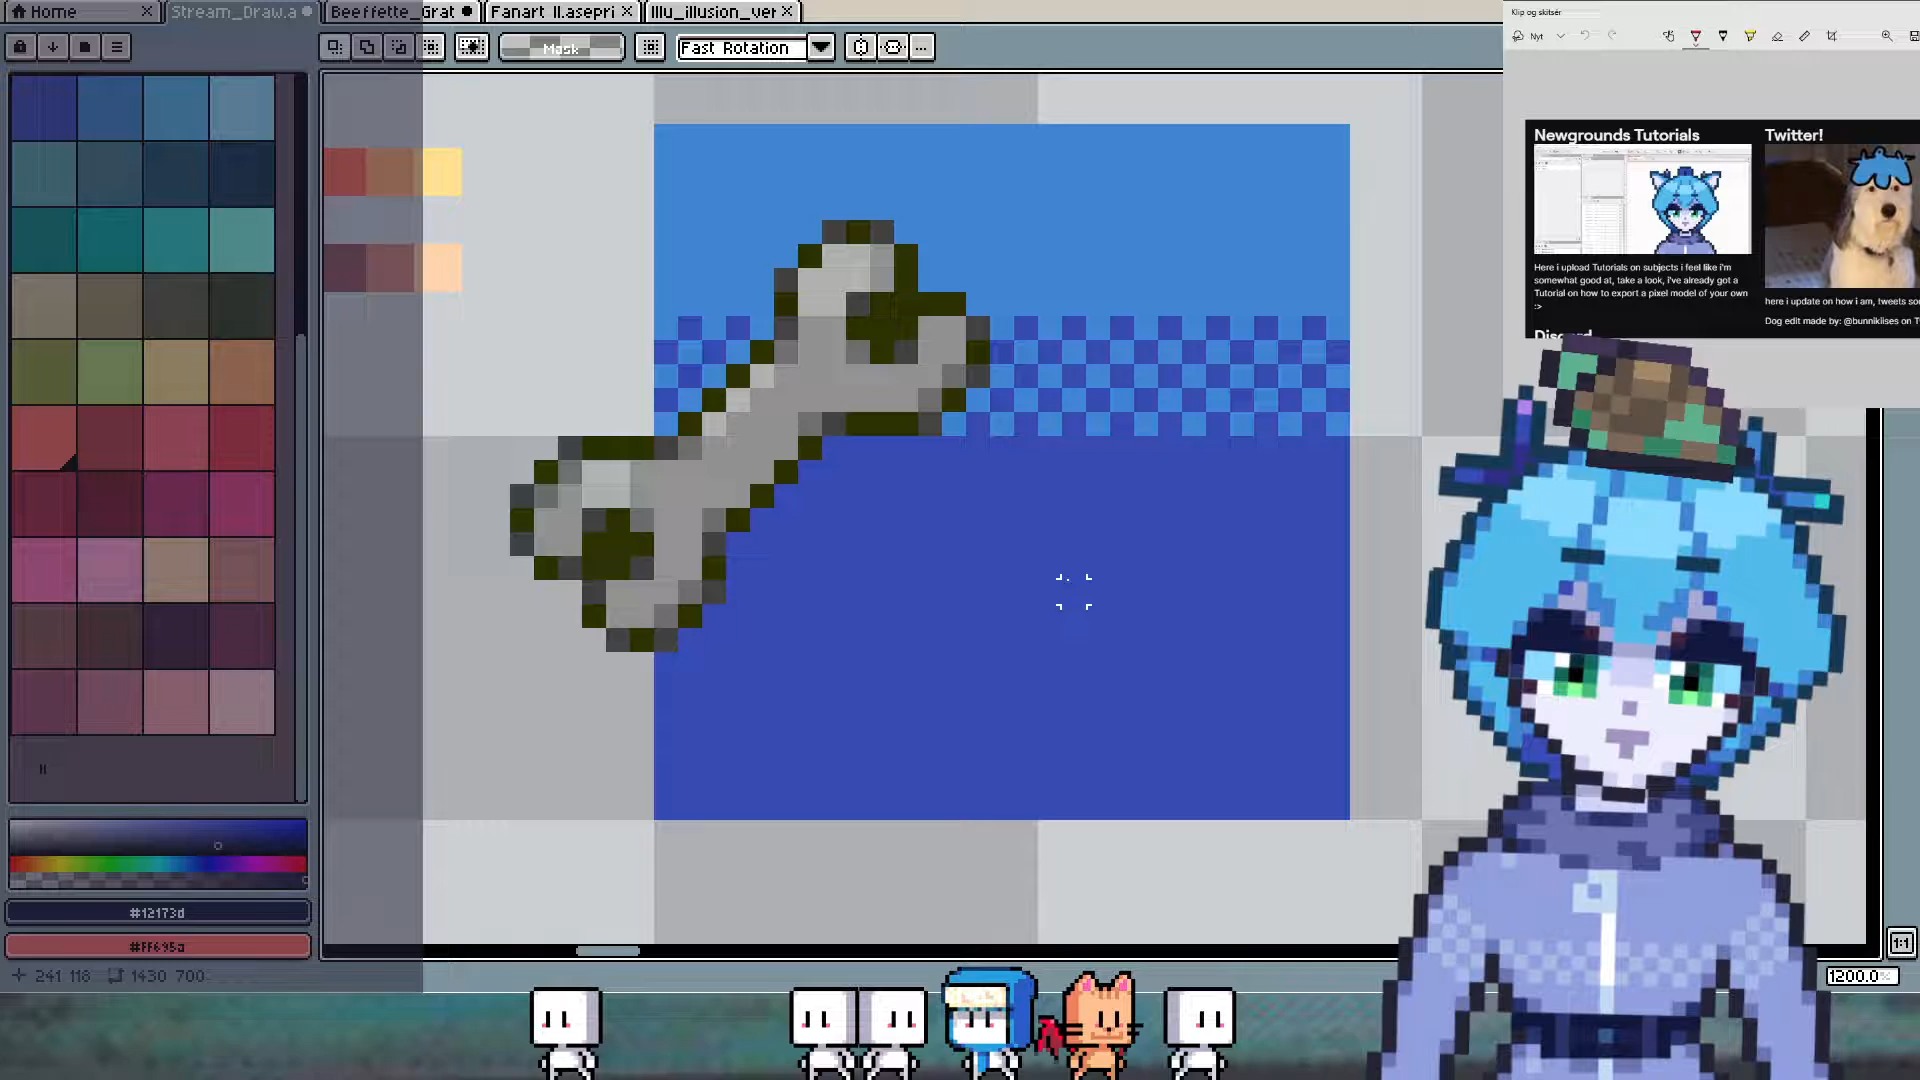 Home
Stream_Draw.a
Beeffette_Grat
Fanart II.asepri
Illu_illusion_ver
Klip og skitsér
Nyt
Mask
Fast Rotation
...
Newgrounds Tutorials
Twitter!
Here i upload Tutorials on subjects i feel like i'm
somewhat good at, take a look, i've already got a
Tutorial on how to export a pixel model of your own
:>
here i update on how i am, tweets
Dog edit made by: @bunniklises on
Discord
#12173d
#FF695a
241 118
1430 700
1:1
1200.0